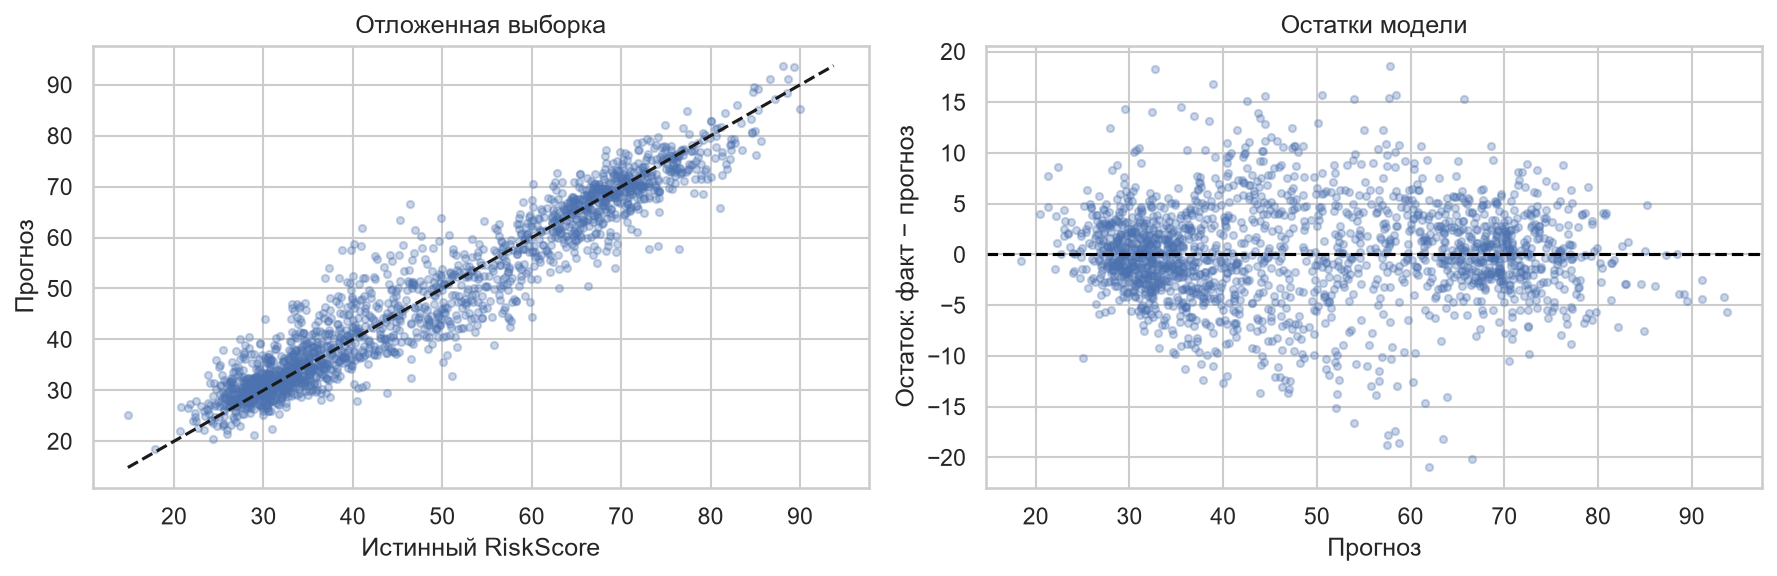 Отложенная выборка
90
80
70
60
50
40
30
20
Прогноз
20 30 40 50 60 70 80 90
Истинный RiskScore
Остатки модели
20
15
10
5
0
−5
−10
−15
−20
Остаток: факт − прогноз
20 30 40 50 60 70 80 90
Прогноз